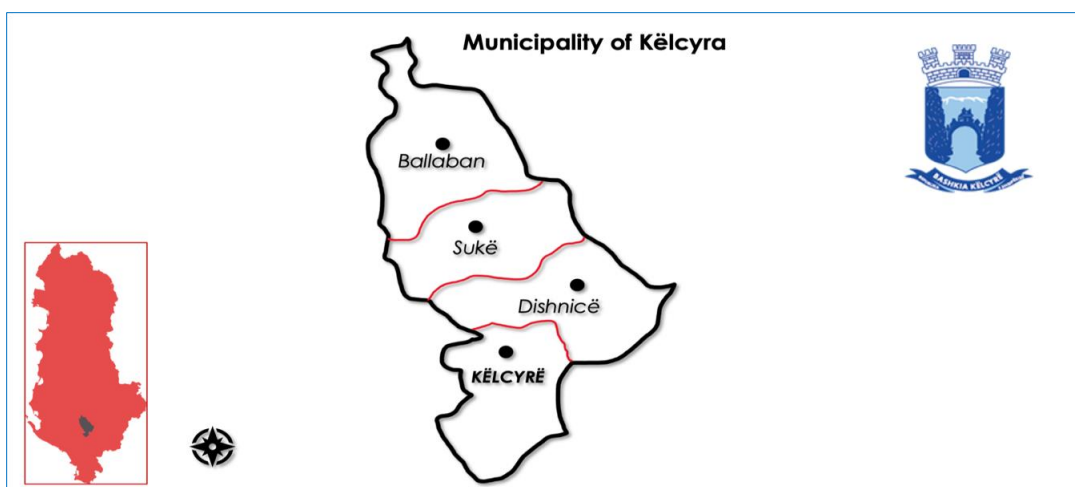 Municipality of Këlcyra
Ballaban
Sukë
Dishnicë
KËLCYRË
BASHKIA KËLCYRË